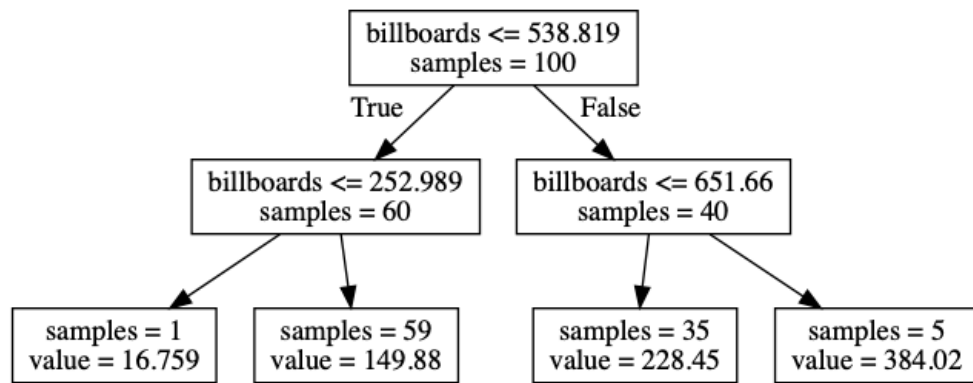 billboards <= 538.819
samples = 100
True
False
billboards <= 252.989
samples = 60
billboards <= 651.66
samples = 40
samples = 1
value = 16.759
samples = 59
value = 149.88
samples = 35
value = 228.45
samples = 5
value = 384.02